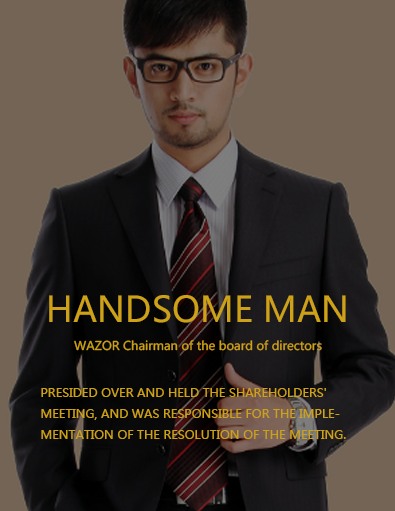 HANDSOME MAN
WAZOR Chairman of the board of directors
PRESIDED OVER AND HELD THE SHAREHOLDERS'
MEETING, AND WAS RESPONSIBLE FOR THE IMPLE-
MENTATION OF THE RESOLUTION OF THE MEETING.